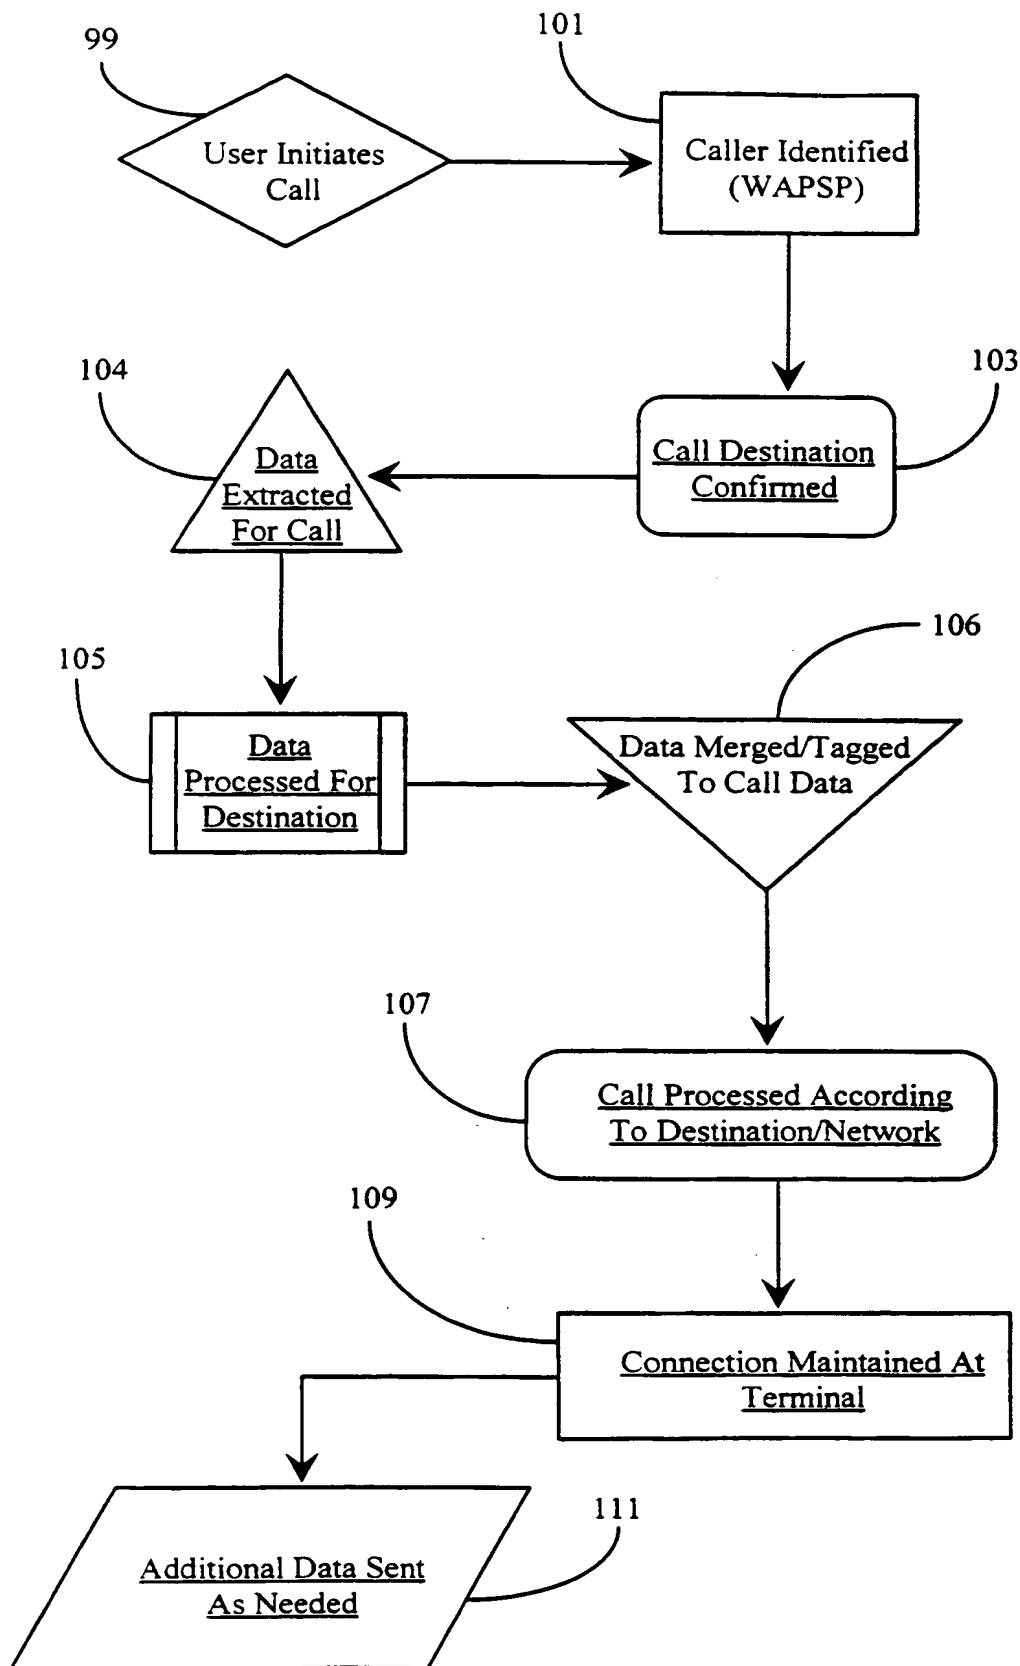 99
101
User Initiates
Call
Caller Identified
(WAPSP)
104
103
Data
Extracted
For Call
Call Destination
Confirmed
106
105
Data
Processed For
Destination
Data Merged/Tagged
To Call Data
107
Call Processed According
To Destination/Network
109
Connection Maintained At
Terminal
111
Additional Data Sent
As Needed